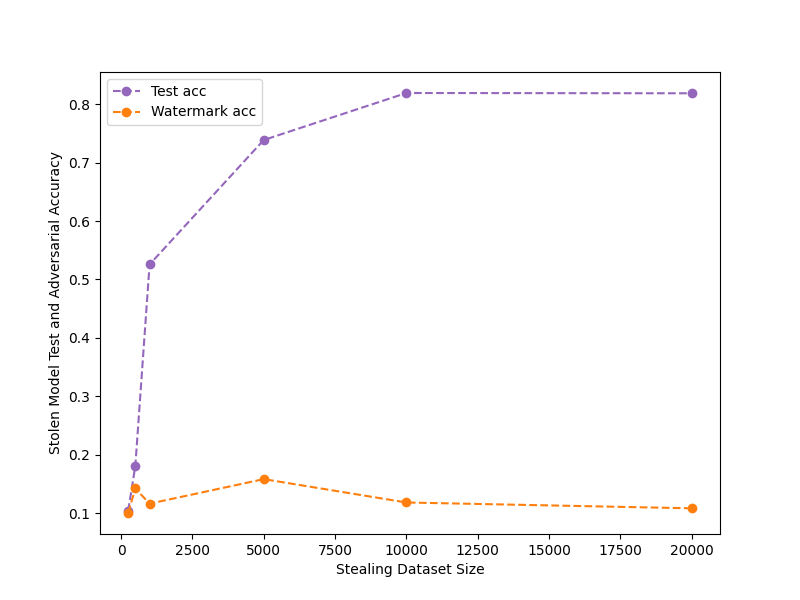 Test acc
Watermark acc
Stolen Model Test and Adversarial Accuracy
0.8
0.7
0.6
0.5
0.4
0.3
0.2
0.1
0 2500 5000 7500 10000 12500 15000 17500 20000
Stealing Dataset Size